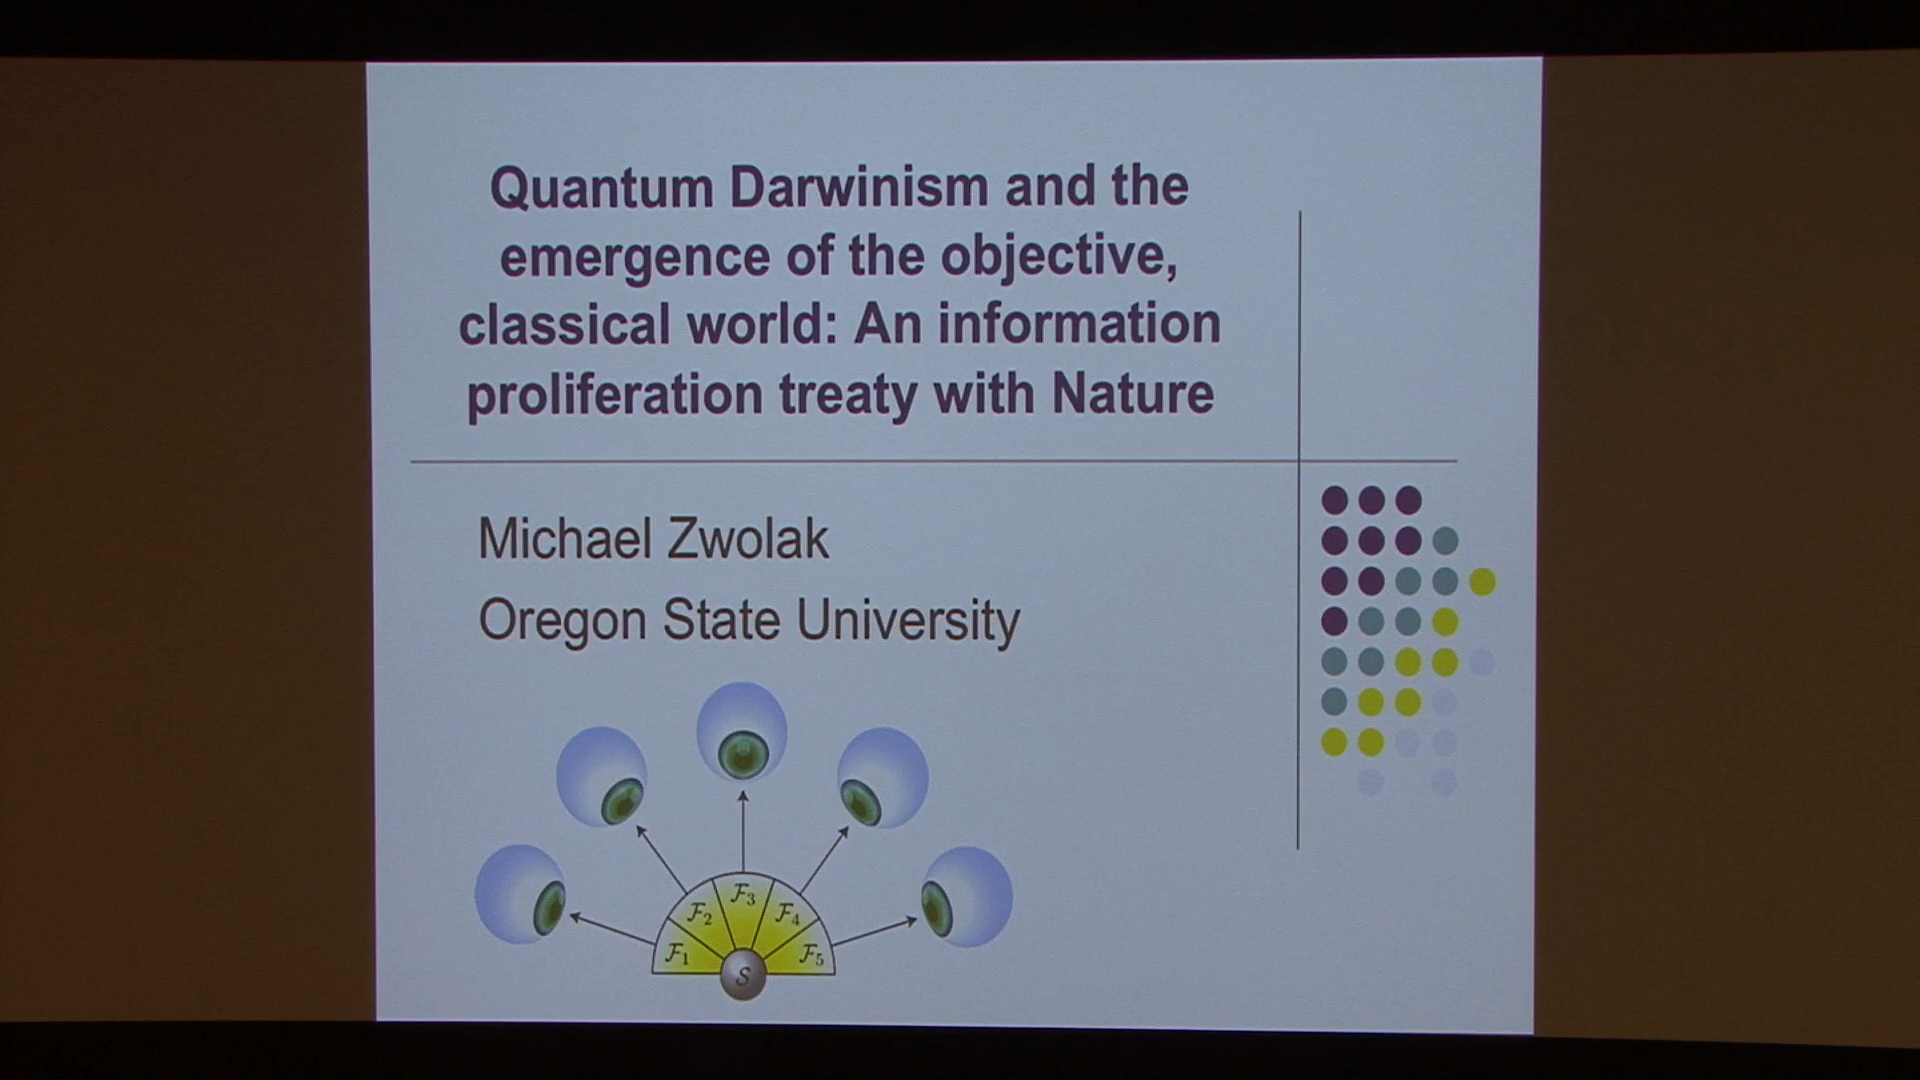 Quantum Darwinism and the
emergence of the objective,
classical world: An information
proliferation treaty with Nature
Michael Zwolak
Oregon State University
F1
F2
F3
F4
F5
S